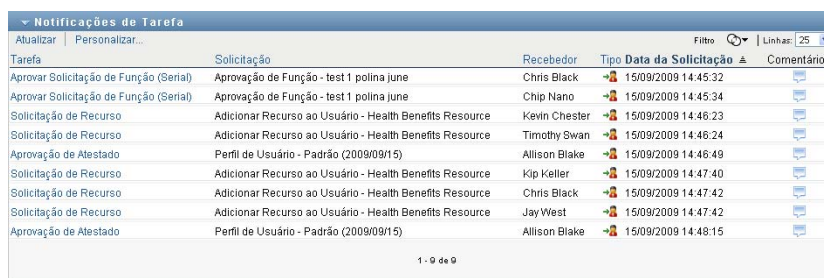 Notificações de Tarefa
Atualizar Personalizar... Filtro Linhas: 25
Tarefa Solicitação Recebedor Tipo Data da Solicitação Comentário
Aprovar Solicitação de Função (Serial) Aprovação de Função - test 1 polina june Chris Black 15/09/2009 14:45:32
Aprovar Solicitação de Função (Serial) Aprovação de Função - test 1 polina june Chip Nano 15/09/2009 14:45:34
Solicitação de Recurso Adicionar Recurso ao Usuário - Health Benefits Resource Kevin Chester 15/09/2009 14:46:23
Solicitação de Recurso Adicionar Recurso ao Usuário - Health Benefits Resource Timothy Swan 15/09/2009 14:46:24
Aprovação de Atestado Perfil de Usuário - Padrão (2009/09/15) Allison Blake 15/09/2009 14:46:49
Solicitação de Recurso Adicionar Recurso ao Usuário - Health Benefits Resource Kip Keller 15/09/2009 14:47:40
Solicitação de Recurso Adicionar Recurso ao Usuário - Health Benefits Resource Chris Black 15/09/2009 14:47:42
Solicitação de Recurso Adicionar Recurso ao Usuário - Health Benefits Resource Jay West 15/09/2009 14:47:42
Aprovação de Atestado Perfil de Usuário - Padrão (2009/09/15) Allison Blake 15/09/2009 14:48:15
1 - 9 de 9